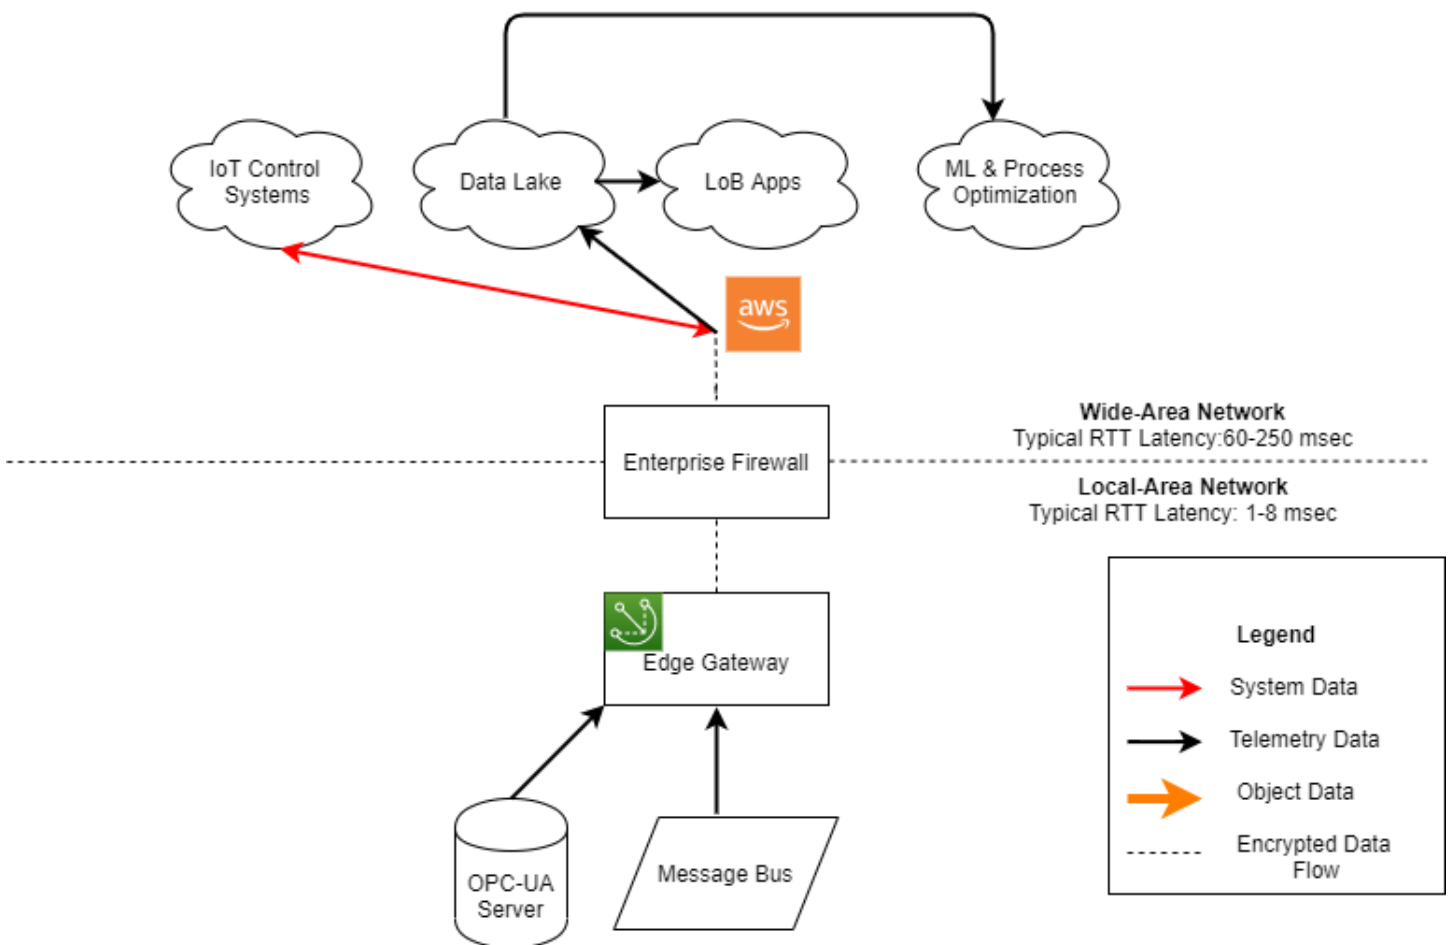 IoT Control
Systems
Data Lake
LoB Apps
ML & Process
Optimization
aws
Enterprise Firewall
Wide-Area Network
Typical RTT Latency:60-250 msec
Local-Area Network
Typical RTT Latency: 1-8 msec
Edge Gateway
OPC-UA
Server
Message Bus
Legend
System Data
Telemetry Data
Object Data
Encrypted Data
Flow